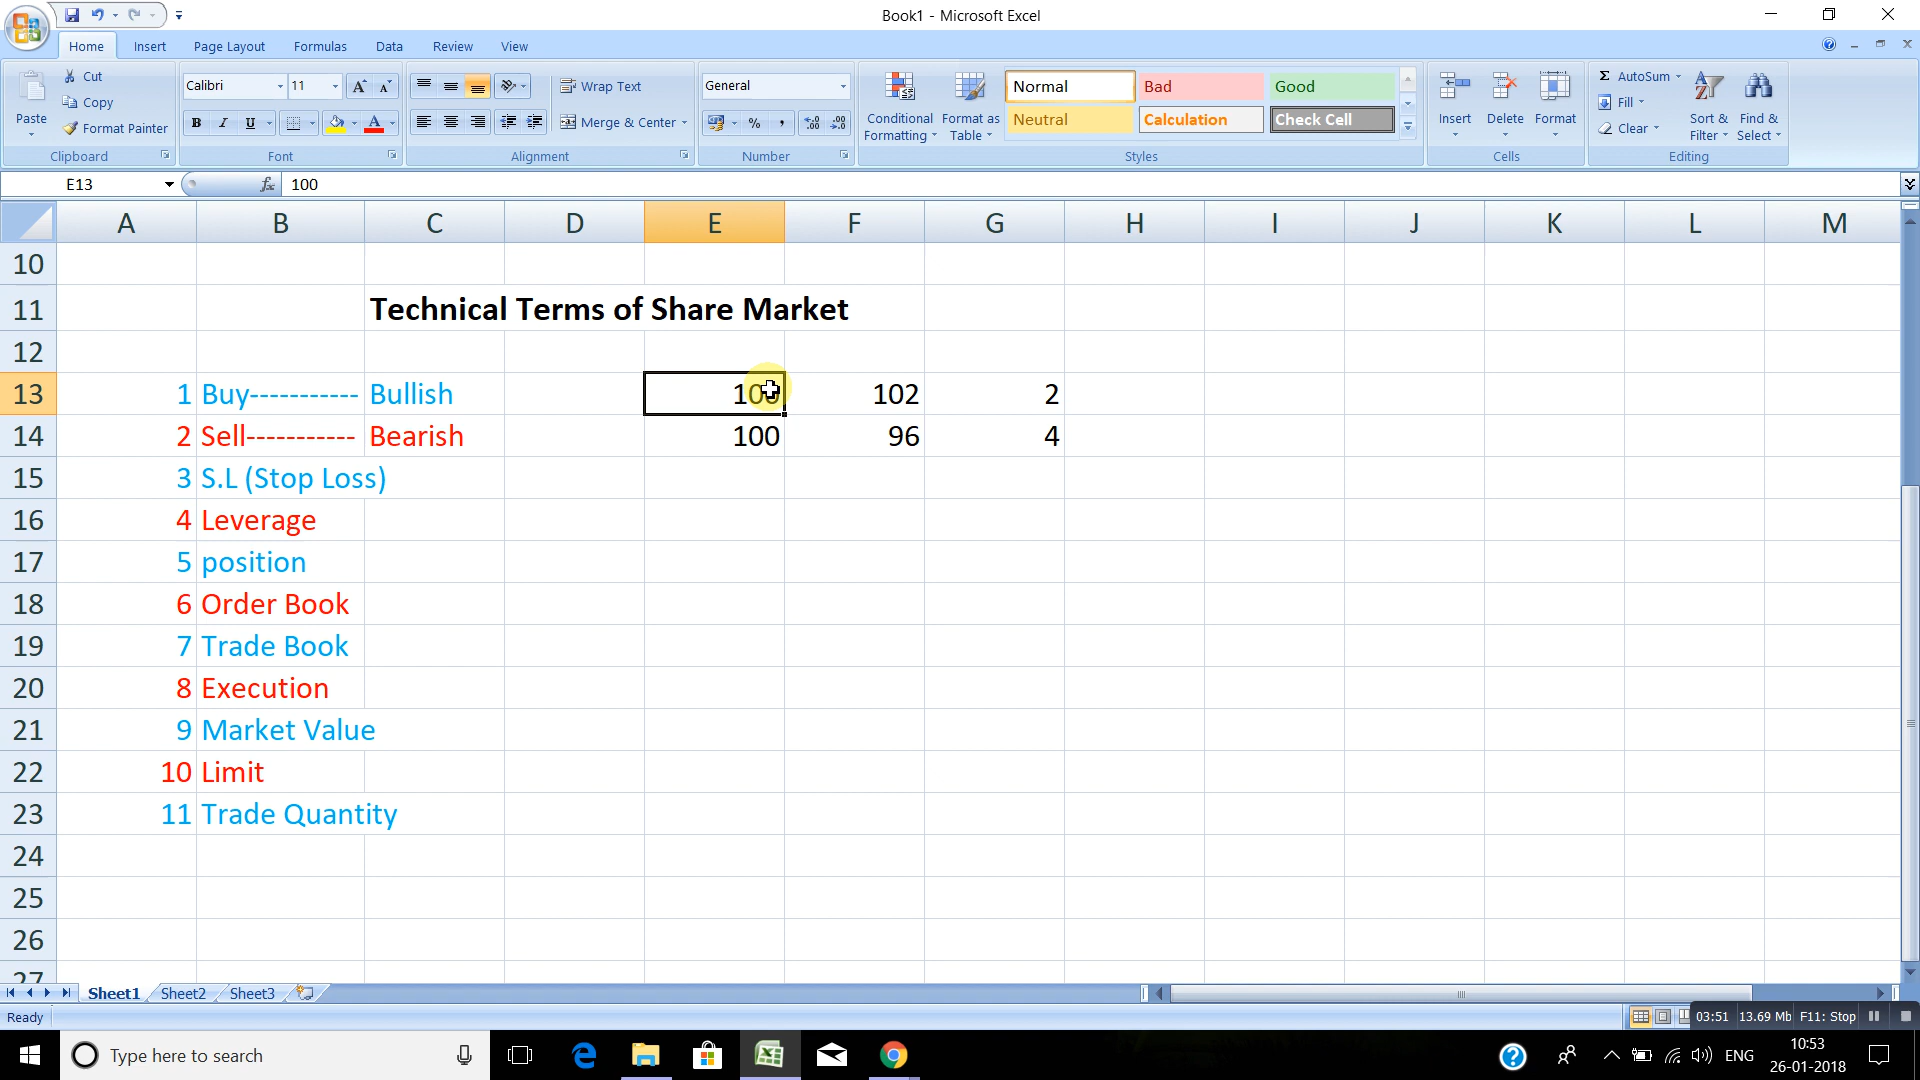 Book1 - Microsoft Excel
Home Insert Page Layout Formulas Data Review View
Paste
Cut
Copy
Format Painter
Clipboard
Calibri 11
B I U
Font
Wrap Text
Merge & Center
Alignment
General
%
Number
Conditional Formatting
Format as Table
Normal Bad Good
Neutral Calculation Check Cell
Styles
Insert Delete Format
Cells
AutoSum
Fill
Clear
Sort & Filter
Find & Select
Editing
E13 fx 100
A B C D E F G H I J K L M
10
11 Technical Terms of Share Market
12
13 1 Buy----------- Bullish 100 102 2
14 2 Sell----------- Bearish 100 96 4
15 3 S.L (Stop Loss)
16 4 Leverage
17 5 position
18 6 Order Book
19 7 Trade Book
20 8 Execution
21 9 Market Value
22 10 Limit
23 11 Trade Quantity
24
25
26
27
Sheet1 Sheet2 Sheet3
Ready
03:51 13.69 Mb F11: Stop
Type here to search
ENG
10:53
26-01-2018